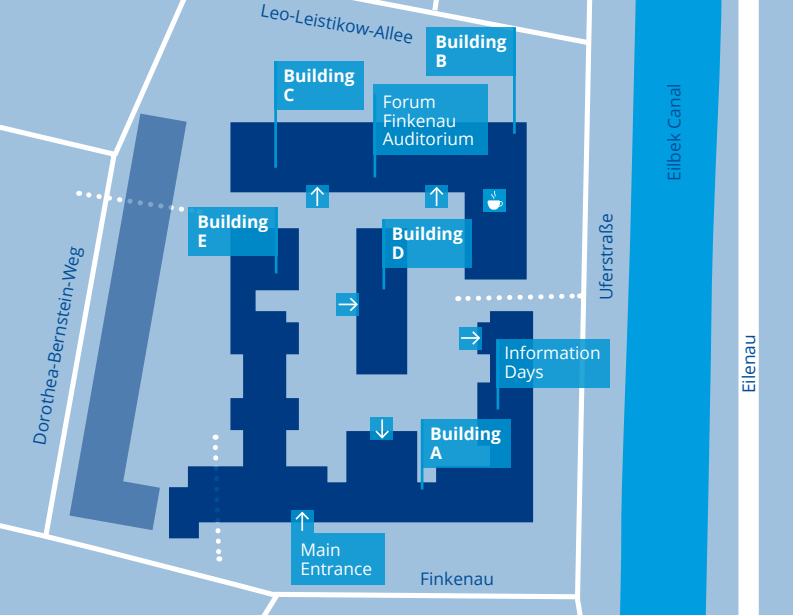 Leo-Leistikow-Allee
Building
B
Building
C
Forum
Finkenau
Auditorium
Eilbek Canal
Building
E
Building
D
Uferstraße
Dorothea-Bernstein-Weg
Information
Days
Eilenau
Building
A
Main
Entrance
Finkenau